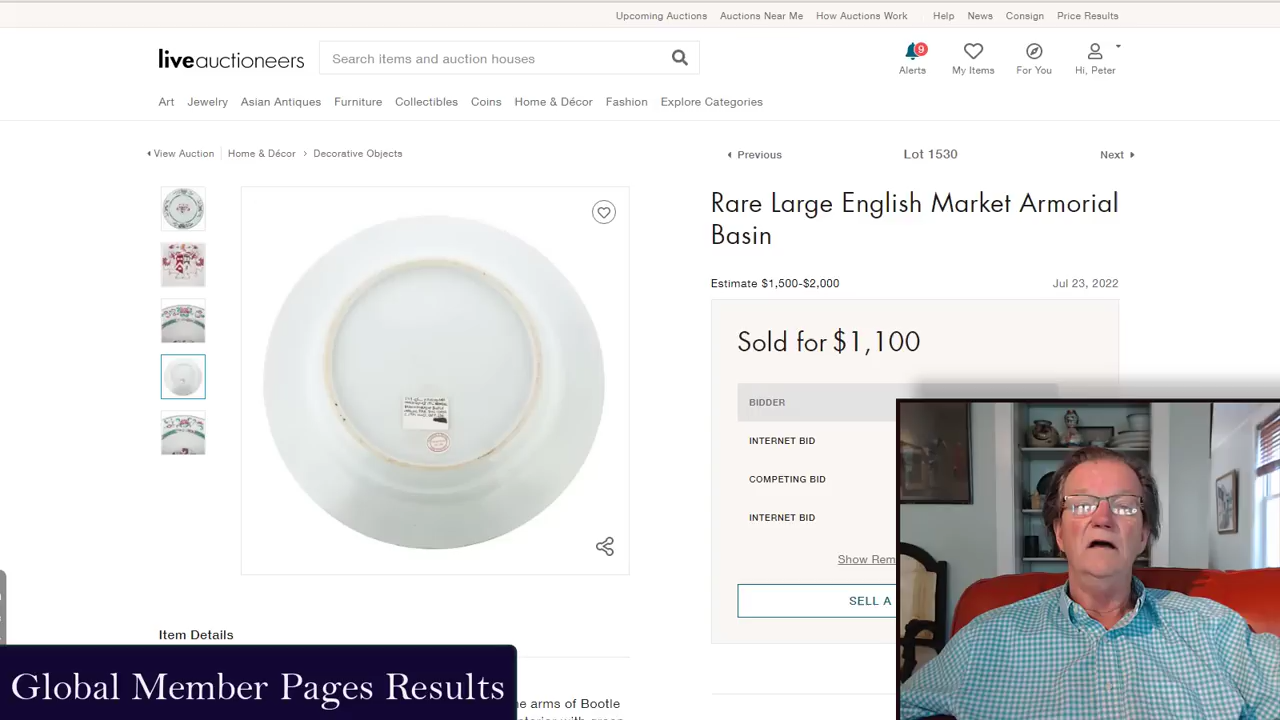 Upcoming Auctions Auctions Near Me How Auctions Work Help News Consign Price Results
liveauctioneers
Search items and auction houses
9
Alerts My Items For You Hi, Peter
Art Jewelry Asian Antiques Furniture Collectibles Coins Home & Décor Fashion Explore Categories
View Auction Home & Décor › Decorative Objects
Previous Lot 1530 Next
Rare Large English Market Armorial
Basin
Estimate $1,500-$2,000 Jul 23, 2022
Sold for $1,100
BIDDER
INTERNET BID
COMPETING BID
INTERNET BID
Show Rem
SELL A
Item Details
e arms of Bootle
Global Member Pages Results